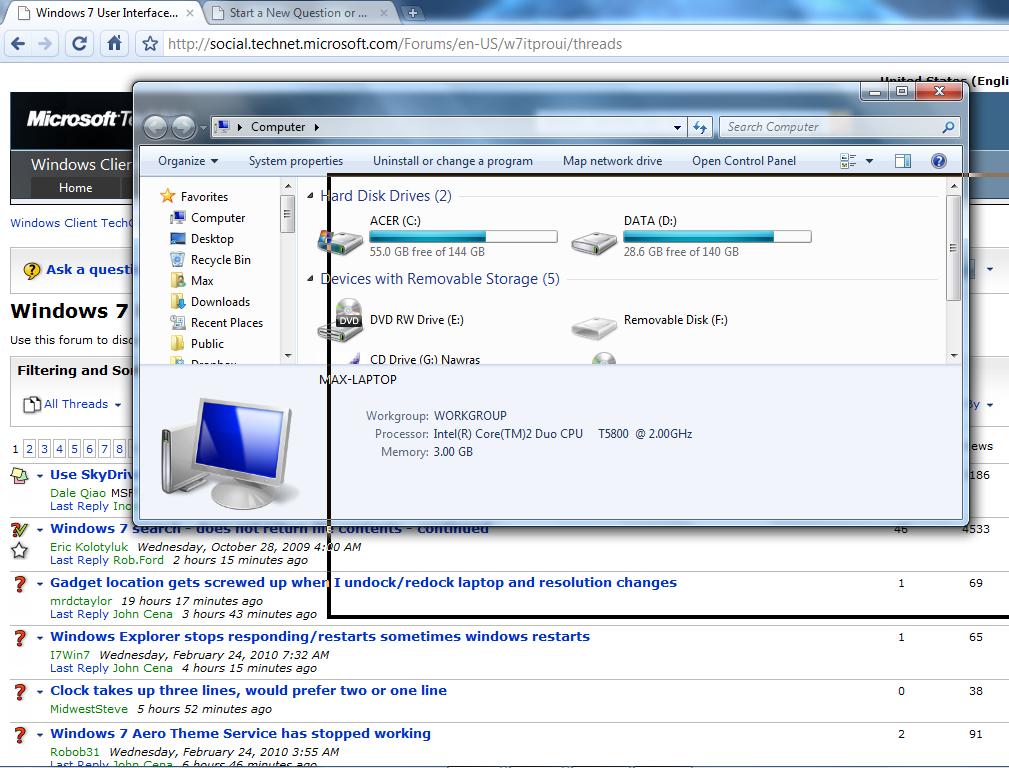 Windows 7 User Interface...
Start a New Question or ...
http://social.technet.microsoft.com/Forums/en-US/w7itproui/threads
United States (Engli
Microsoft Te
Windows Clier
Home
Windows Client TechC
Computer
Search Computer
Organize
System properties
Uninstall or change a program
Map network drive
Open Control Panel
Favorites
Computer
Desktop
Recycle Bin
Max
Downloads
Recent Places
Public
Dropbox
Hard Disk Drives (2)
ACER (C:)
55.0 GB free of 144 GB
DATA (D:)
28.6 GB free of 140 GB
Devices with Removable Storage (5)
DVD RW Drive (E:)
Removable Disk (F:)
CD Drive (G:) Nawras
MAX-LAPTOP
Workgroup: WORKGROUP
Processor: Intel(R) Core(TM)2 Duo CPU T5800 @ 2.00GHz
Memory: 3.00 GB
Ask a questi
Windows 7
Use this forum to disc
Filtering and So
All Threads
By
1 2 3 4 5 6 7 8
ews
Use SkyDriv
186
Dale Qiao MSF
Last Reply Ino
Windows 7 search - does not return file contents - continued
46 4533
Eric Kolotyluk Wednesday, October 28, 2009 4:00 AM
Last Reply Rob.Ford 2 hours 15 minutes ago
Gadget location gets screwed up when I undock/redock laptop and resolution changes
1 69
mrdctaylor 19 hours 17 minutes ago
Last Reply John Cena 3 hours 43 minutes ago
Windows Explorer stops responding/restarts sometimes windows restarts
1 65
I7Win7 Wednesday, February 24, 2010 7:32 AM
Last Reply John Cena 4 hours 15 minutes ago
Clock takes up three lines, would prefer two or one line
0 38
MidwestSteve 5 hours 52 minutes ago
Windows 7 Aero Theme Service has stopped working
2 91
Robob31 Wednesday, February 24, 2010 3:55 AM
Last Reply John Cena 6 hours 46 minutes ago